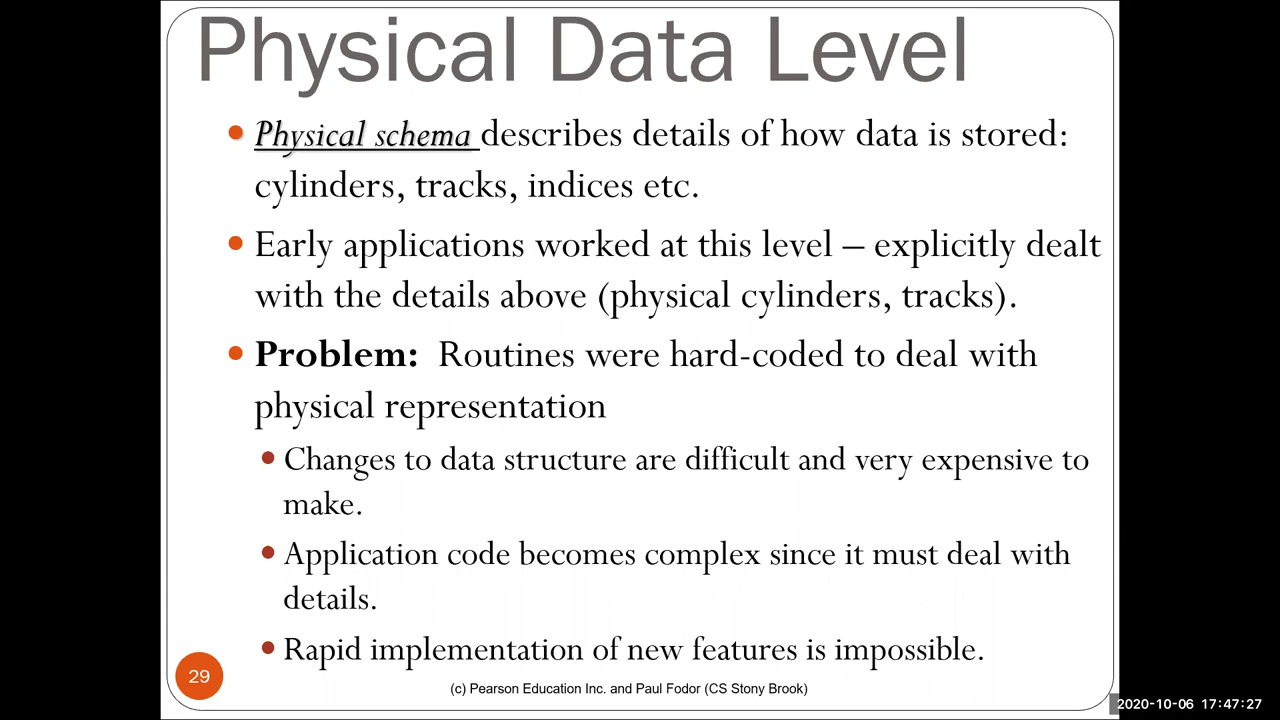 Physical Data Level
• Physical schema describes details of how data is stored:
cylinders, tracks, indices etc.
• Early applications worked at this level – explicitly dealt
with the details above (physical cylinders, tracks).
• Problem: Routines were hard-coded to deal with
physical representation
• Changes to data structure are difficult and very expensive to
make.
• Application code becomes complex since it must deal with
details.
• Rapid implementation of new features is impossible.
29
(c) Pearson Education Inc. and Paul Fodor (CS Stony Brook)
2020-10-06 17:47:27